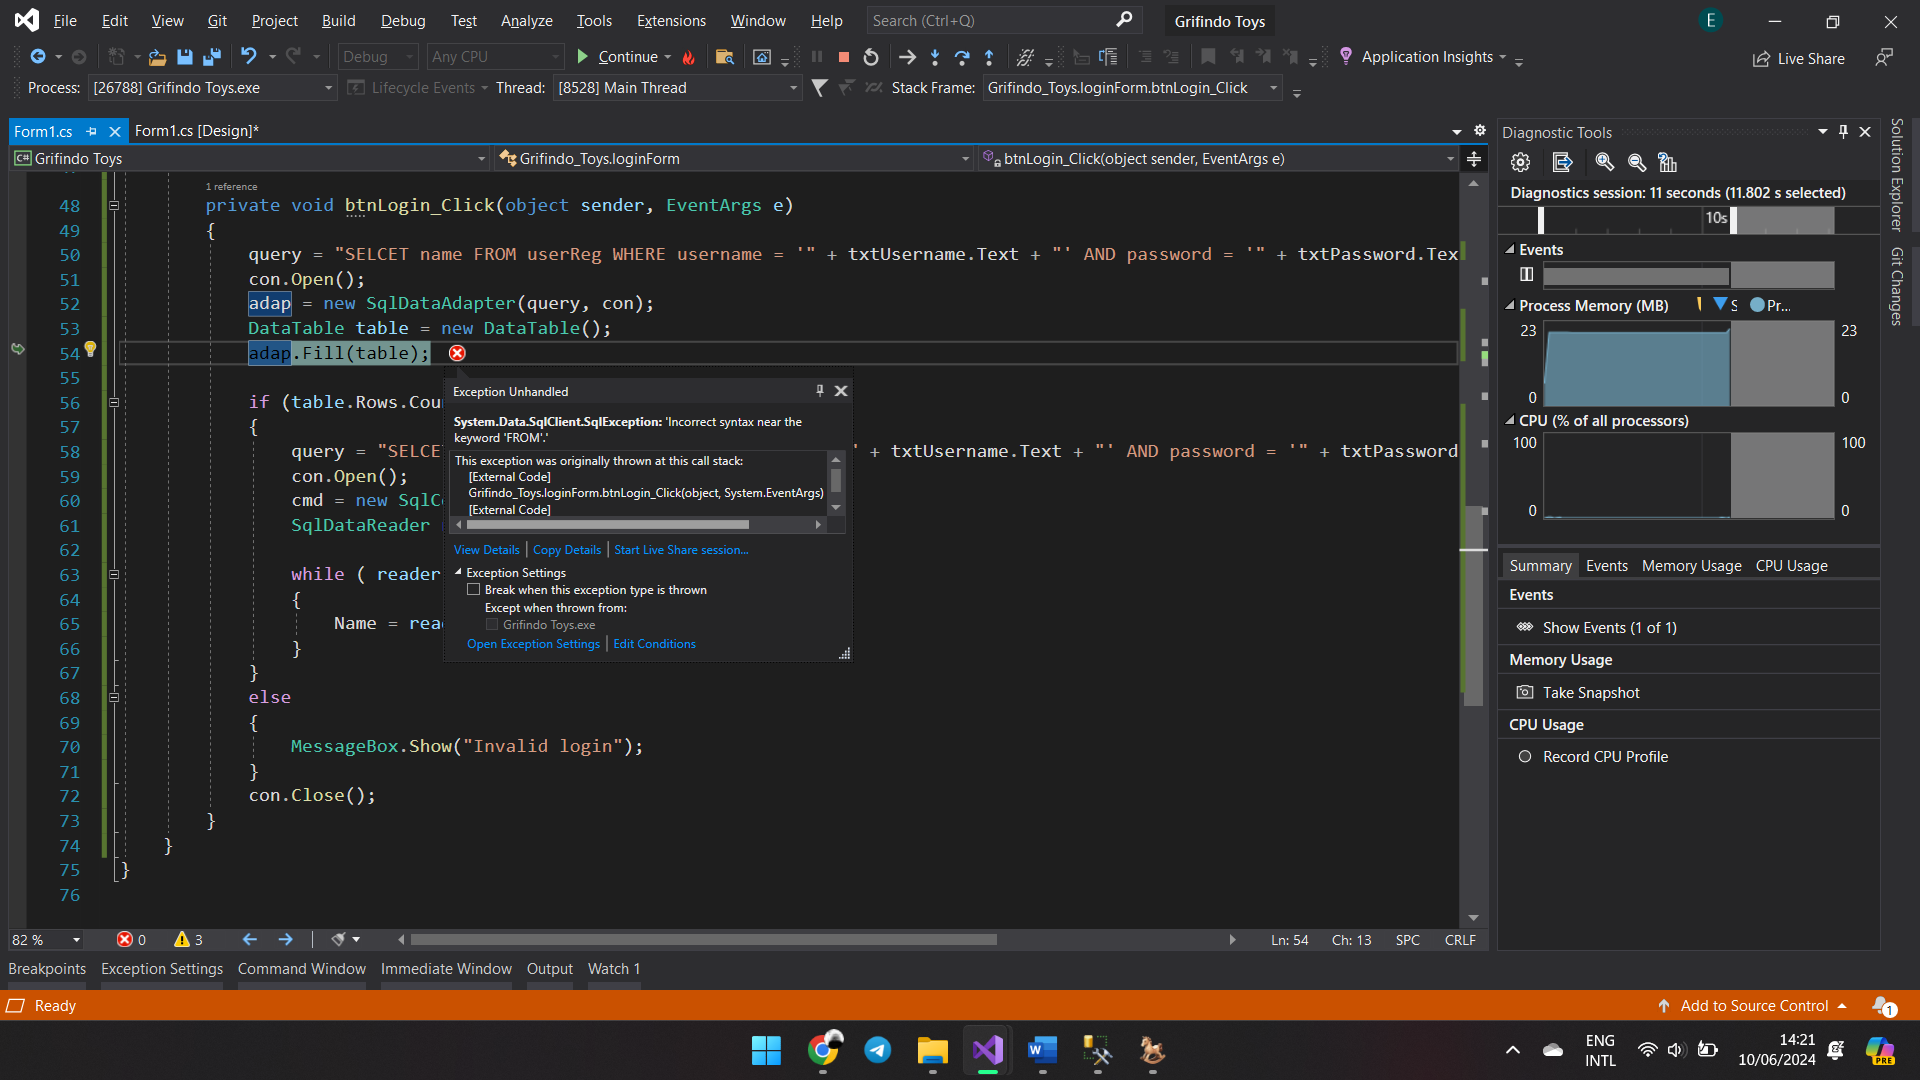 File Edit View Git Project Build Debug Test Analyze Tools Extensions Window Help Search (Ctrl+Q) Grifindo Toys E
Debug Any CPU Continue Application Insights Live Share
Process: [26788] Grifindo Toys.exe Lifecycle Events Thread: [8528] Main Thread Stack Frame: Grifindo_Toys.loginForm.btnLogin_Click
Form1.cs Form1.cs [Design]*
C# Grifindo Toys Grifindo_Toys.loginForm btnLogin_Click(object sender, EventArgs e)
1 reference
48 private void btnLogin_Click(object sender, EventArgs e)
49 {
50 query = "SELCET name FROM userReg WHERE username = '" + txtUsername.Text + "' AND password = '" + txtPassword.Tex
51 con.Open();
52 adap = new SqlDataAdapter(query, con);
53 DataTable table = new DataTable();
54 adap.Fill(table);
55
56 if (table.Rows.Cou
57 {
58 query = "SELCE ' + txtUsername.Text + "' AND password = '" + txtPassword
59 con.Open();
60 cmd = new SqlC
61 SqlDataReader
62
63 while ( reader
64 {
65 Name = rea
66 }
67 }
68 else
69 {
70 MessageBox.Show("Invalid login");
71 }
72 con.Close();
73 }
74 }
75 }
76
Exception Unhandled
System.Data.SqlClient.SqlException: 'Incorrect syntax near the
keyword 'FROM'.'
This exception was originally thrown at this call stack:
[External Code]
Grifindo_Toys.loginForm.btnLogin_Click(object, System.EventArgs)
[External Code]
View Details | Copy Details | Start Live Share session...
Exception Settings
Break when this exception type is thrown
Except when thrown from:
Grifindo Toys.exe
Open Exception Settings | Edit Conditions
82 % 0 3 Ln: 54 Ch: 13 SPC CRLF
Breakpoints Exception Settings Command Window Immediate Window Output Watch 1
Ready Add to Source Control 1
Diagnostic Tools
Diagnostics session: 11 seconds (11.802 s selected)
10s
Events
Process Memory (MB) S Pr...
23 23
0 0
CPU (% of all processors)
100 100
0 0
Summary Events Memory Usage CPU Usage
Events
Show Events (1 of 1)
Memory Usage
Take Snapshot
CPU Usage
Record CPU Profile
Solution Explorer
Git Changes
W
ENG
INTL
14:21
10/06/2024
PRE